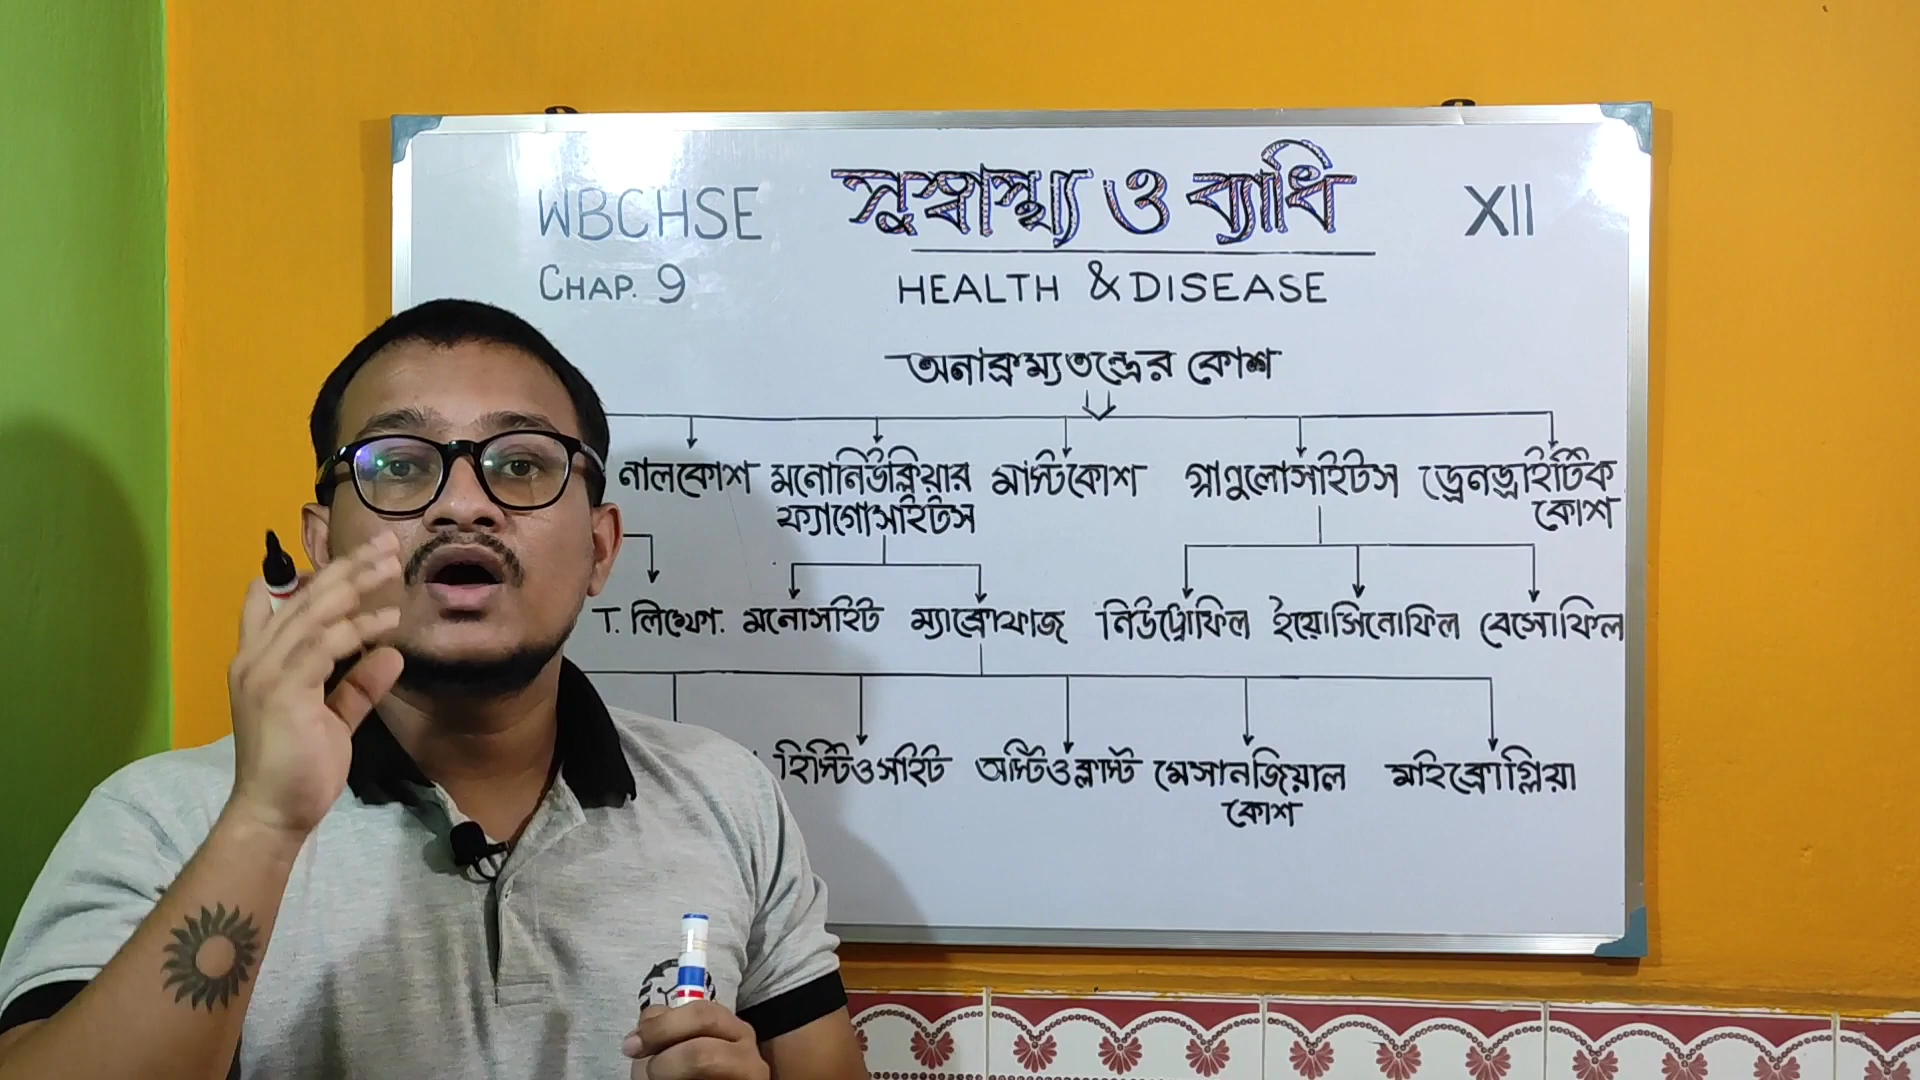 WBCHSE
সুস্বাস্থ্য ও ব্যাধি
XII
CHAP. 9
HEALTH & DISEASE
অনাক্রম্যতন্ত্রের কোশ
নালকোশ মনোনিউক্লিয়ার মাস্টকোশ গ্রাণুলোসাইটস ড্রেনড্রাইটিক
ফ্যাগোসাইটস কোশ
T. লিম্ফো. মনোসাইট ম্যাক্রোফাজ নিউট্রোফিল ইয়োসিনোফিল বেসোফিল
হিস্টিওসাইট অস্টিওব্লাস্ট মেসানজিয়াল মাইক্রোগ্লিয়া
কোশ